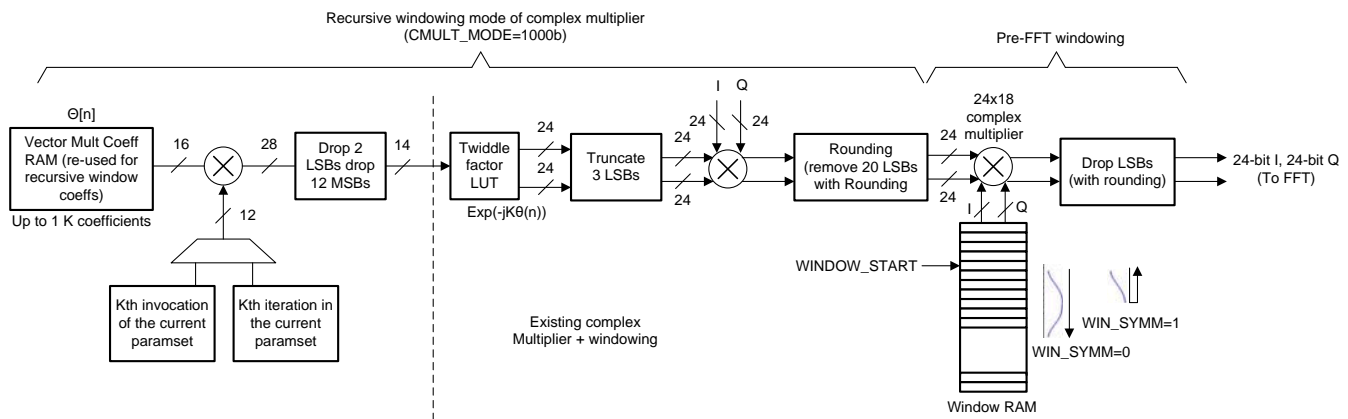 Recursive windowing mode of complex multiplier
(CMULT_MODE=1000b)
Pre-FFT windowing
Θ[n]
Vector Mult Coeff
RAM (re-used for
recursive window
coeffs)
Up to 1 K coefficients
16
28
12
Kth invocation
of the current
paramset
Kth iteration in
the current
paramset
Drop 2
LSBs drop
12 MSBs
14
Twiddle
factor
LUT
Exp(-jKθ(n))
24
24
Truncate
3 LSBs
24
24
I
Q
24
24
Rounding
(remove 20 LSBs
with Rounding
24
24
24x18
complex
multiplier
I
Q
Drop LSBs
(with rounding)
24-bit I, 24-bit Q
(To FFT)
WINDOW_START
WIN_SYMM=1
WIN_SYMM=0
Window RAM
Existing complex
Multiplier + windowing